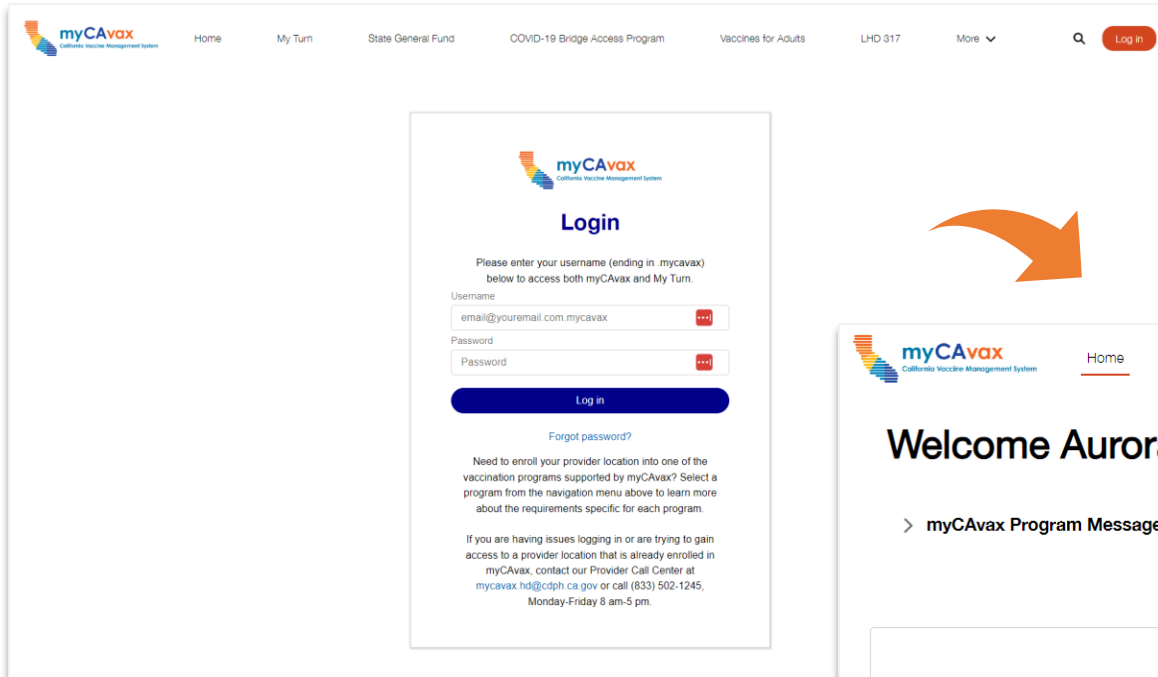 myCAvax
California Vaccine Management System
Home My Turn State General Fund COVID-19 Bridge Access Program Vaccines for Adults LHD 317 More Log in
myCAvax
California Vaccine Management System
Login
Please enter your username (ending in .mycavax)
below to access both myCAvax and My Turn.
Username
email@youremail.com.mycavax
Password
Password
Log in
Forgot password?
Need to enroll your provider location into one of the
vaccination programs supported by myCAvax? Select a
program from the navigation menu above to learn more
about the requirements specific for each program.
If you are having issues logging in or are trying to gain
access to a provider location that is already enrolled in
myCAvax, contact our Provider Call Center at
mycavax.hd@cdph.ca.gov or call (833) 502-1245,
Monday-Friday 8 am-5 pm.
myCAvax
California Vaccine Management System
Home
Welcome Aurora
myCAvax Program Message